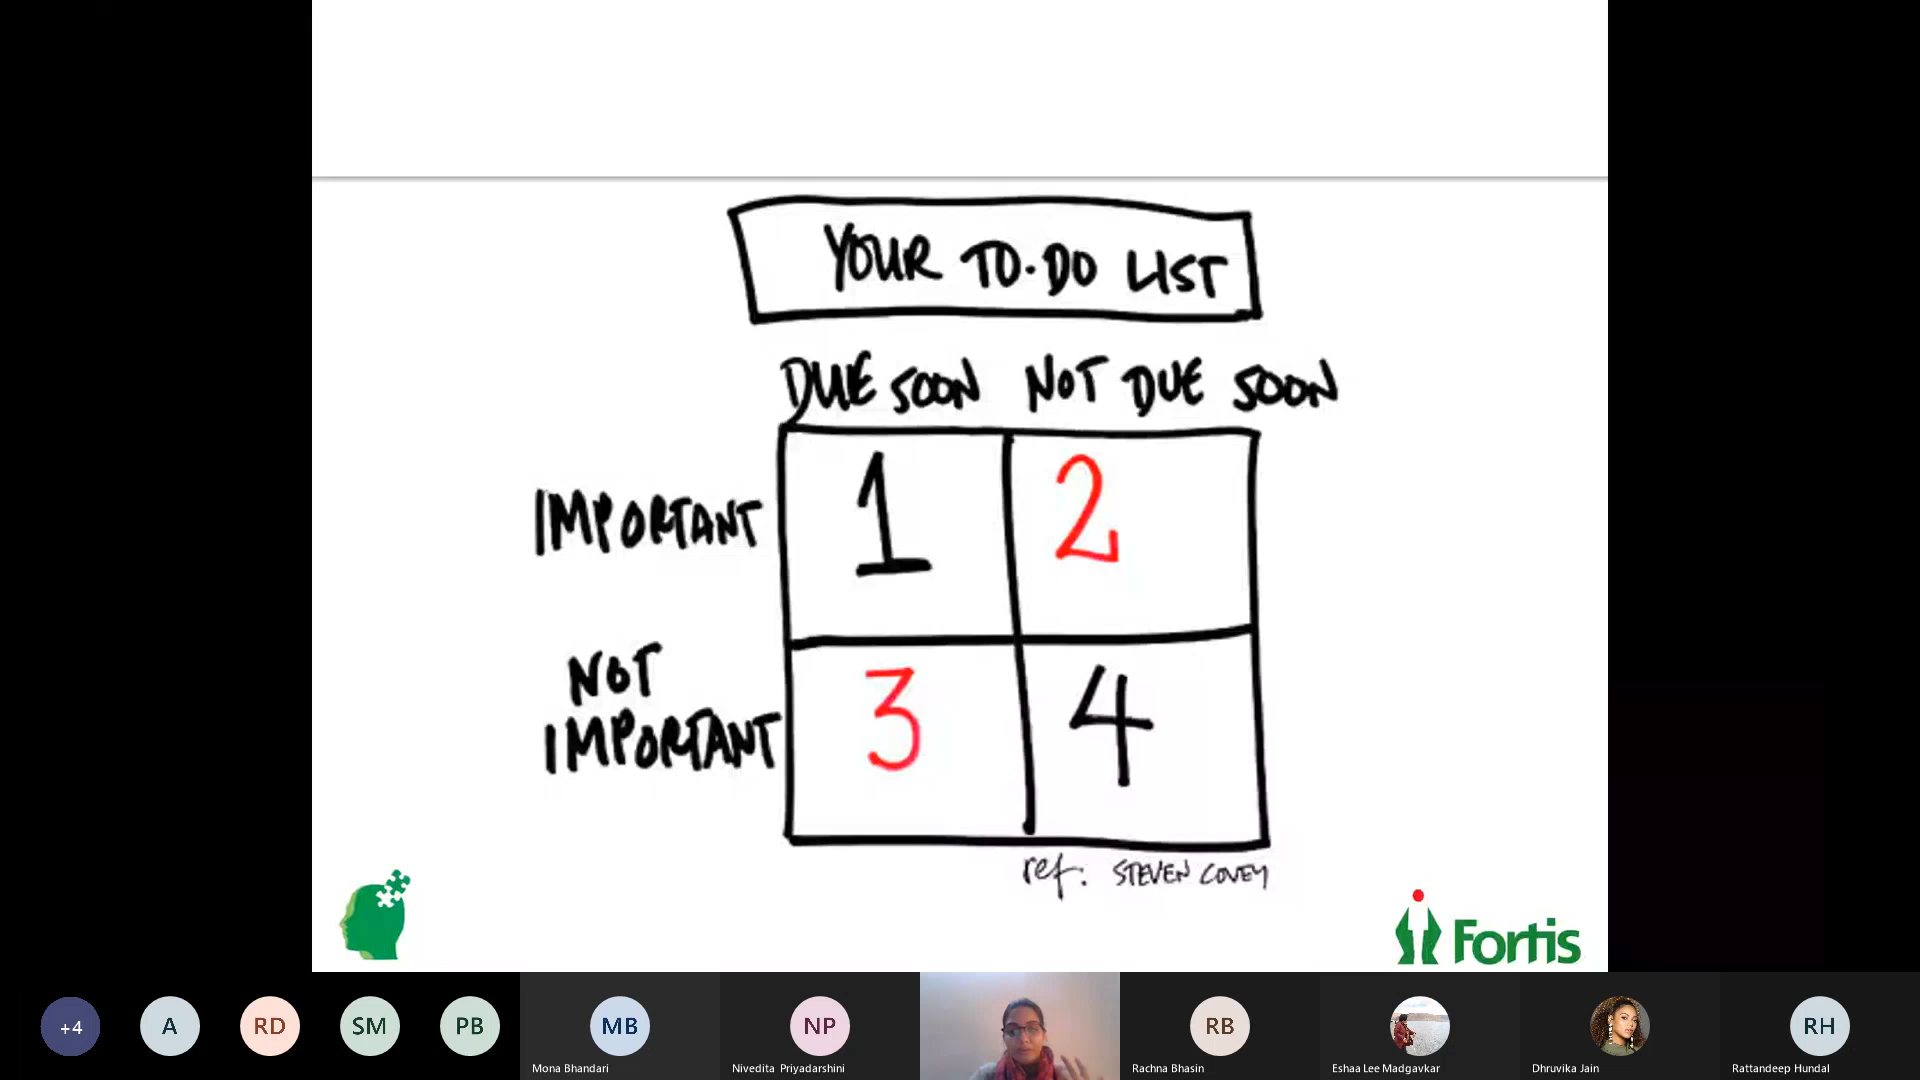 YOUR TO-DO LIST
DUE SOON NOT DUE SOON
IMPORTANT 1 2
NOT
IMPORTANT 3 4
ref: STEVEN COVEY
Fortis
+4 A RD SM PB MB NP RB RH
Mona Bhandari Nivedita Priyadarshini Rachna Bhasin Eshaa Lee Madgavkar Dhruvika Jain Rattandeep Hundal